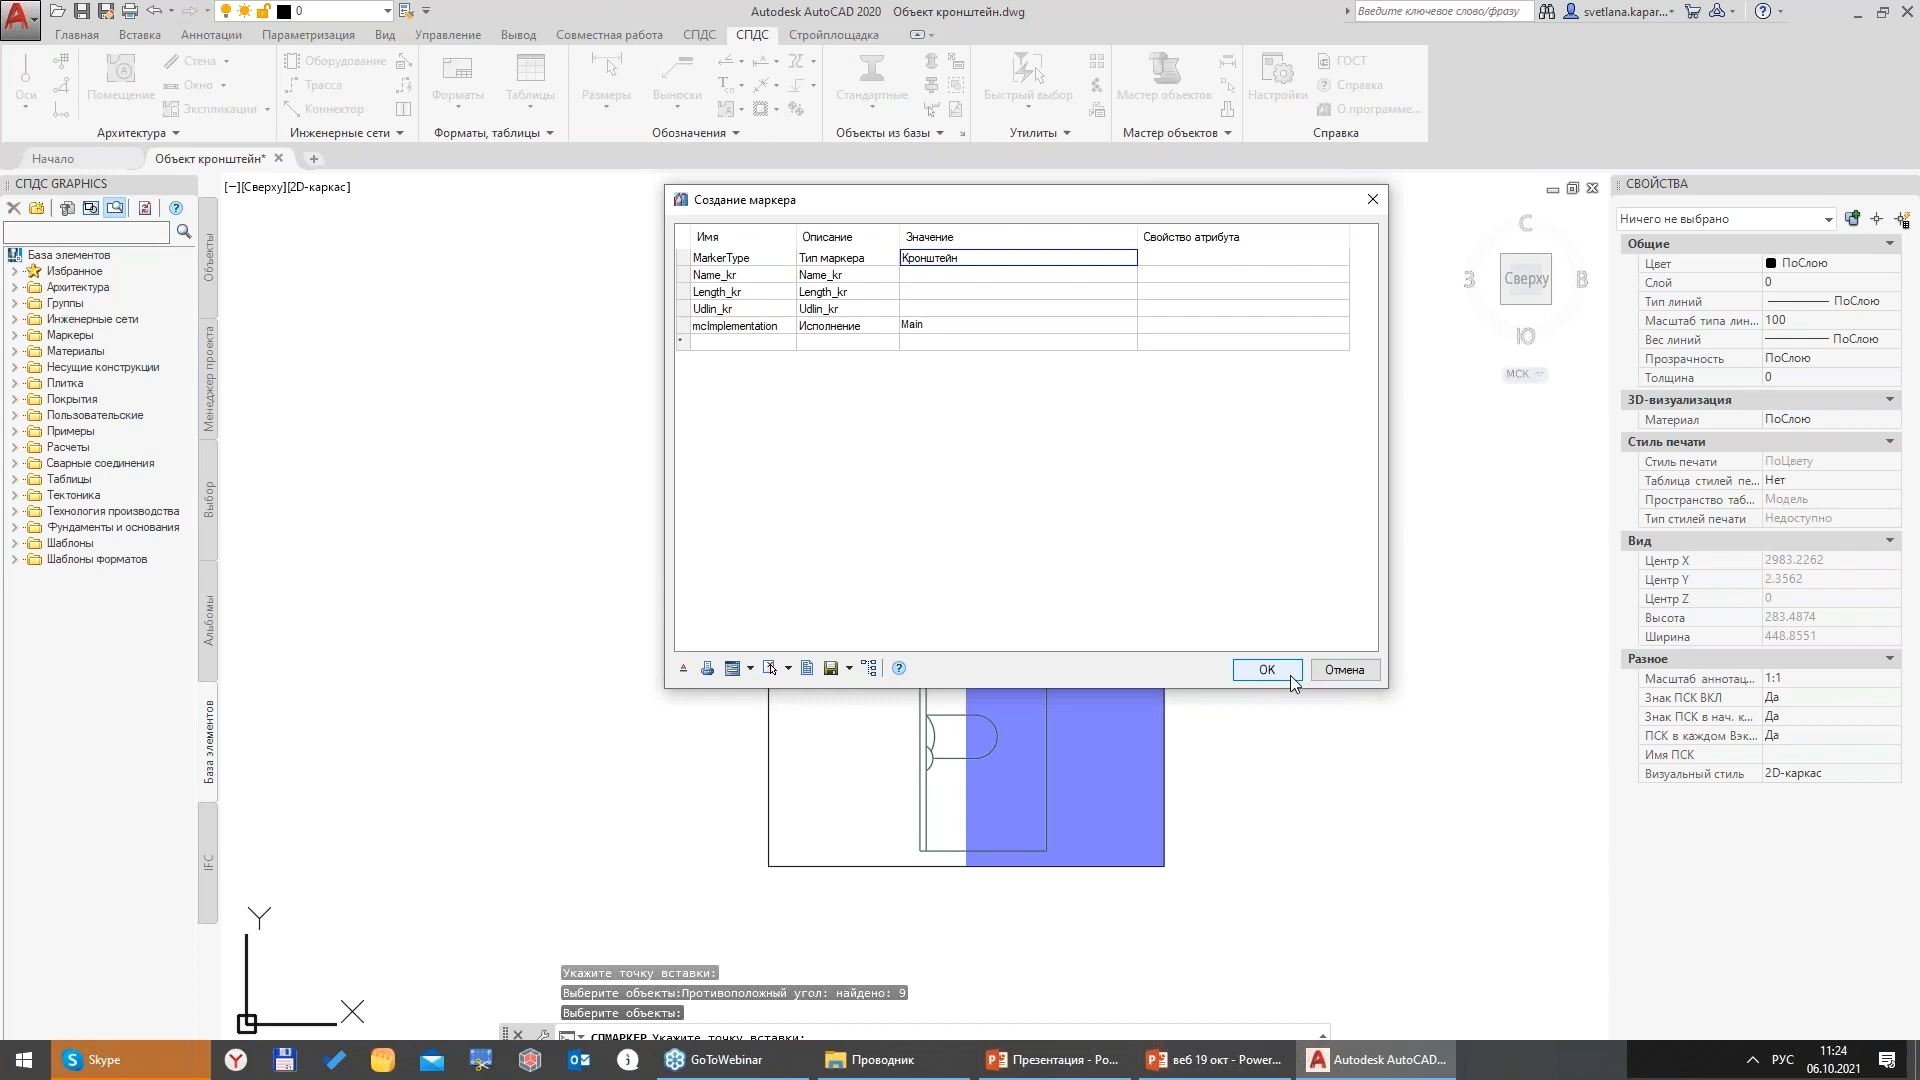 Autodesk AutoCAD 2020 Объект кронштейн.dwg
0
Введите ключевое слово/фразу
svetlana.kapar...
Главная Вставка Аннотации Параметризация Вид Управление Вывод Совместная работа СПДС СПДС Стройплощадка
Оси
Помещение
Стена
Окно
Экспликации
Оборудование
Трасса
Коннектор
Форматы
Таблицы
Размеры
Выноски
Стандартные
Быстрый выбор
Мастер объектов
Настройки
ГОСТ
Справка
О программе...
Архитектура Инженерные сети Форматы, таблицы Обозначения Объекты из базы Утилиты Мастер объектов Справка
Начало Объект кронштейн*
СПДС GRAPHICS
База элементов
Избранное
Архитектура
Группы
Инженерные сети
Маркеры
Материалы
Несущие конструкции
Плитка
Покрытия
Пользовательские
Примеры
Расчеты
Сварные соединения
Таблицы
Тектоника
Технология производства
Фундаменты и основания
Шаблоны
Шаблоны форматов
Объекты
Менеджер проекта
Выбор
Альбомы
База элементов
IFC
[−][Сверху][2D-каркас]
Создание маркера
Имя Описание Значение Свойство атрибута
MarkerType Тип маркера Кронштейн
Name_kr Name_kr
Length_kr Length_kr
Udlin_kr Udlin_kr
mcImplementation Исполнение Main
*
OK Отмена
С
З Сверху В
Ю
МСК
Y
X
Укажите точку вставки:
Выберите объекты:Противоположный угол: найдено: 9
Выберите объекты:
СПМАРКЕР Укажите точку вставки:
СВОЙСТВА
Ничего не выбрано
Общие
Цвет ПоСлою
Слой 0
Тип линий ПоСлою
Масштаб типа лин... 100
Вес линий ПоСлою
Прозрачность ПоСлою
Толщина 0
3D-визуализация
Материал ПоСлою
Стиль печати
Стиль печати ПоЦвету
Таблица стилей пе... Нет
Пространство таб... Модель
Тип стилей печати Недоступно
Вид
Центр X 2983.2262
Центр Y 2.3562
Центр Z 0
Высота 283.4874
Ширина 448.8551
Разное
Масштаб аннотац... 1:1
Знак ПСК ВКЛ Да
Знак ПСК в нач. к... Да
ПСК в каждом Вэк... Да
Имя ПСК
Визуальный стиль 2D-каркас
Skype
GoToWebinar
Проводник
Презентация - Po...
веб 19 окт - Power...
Autodesk AutoCAD...
РУС
11:24
06.10.2021